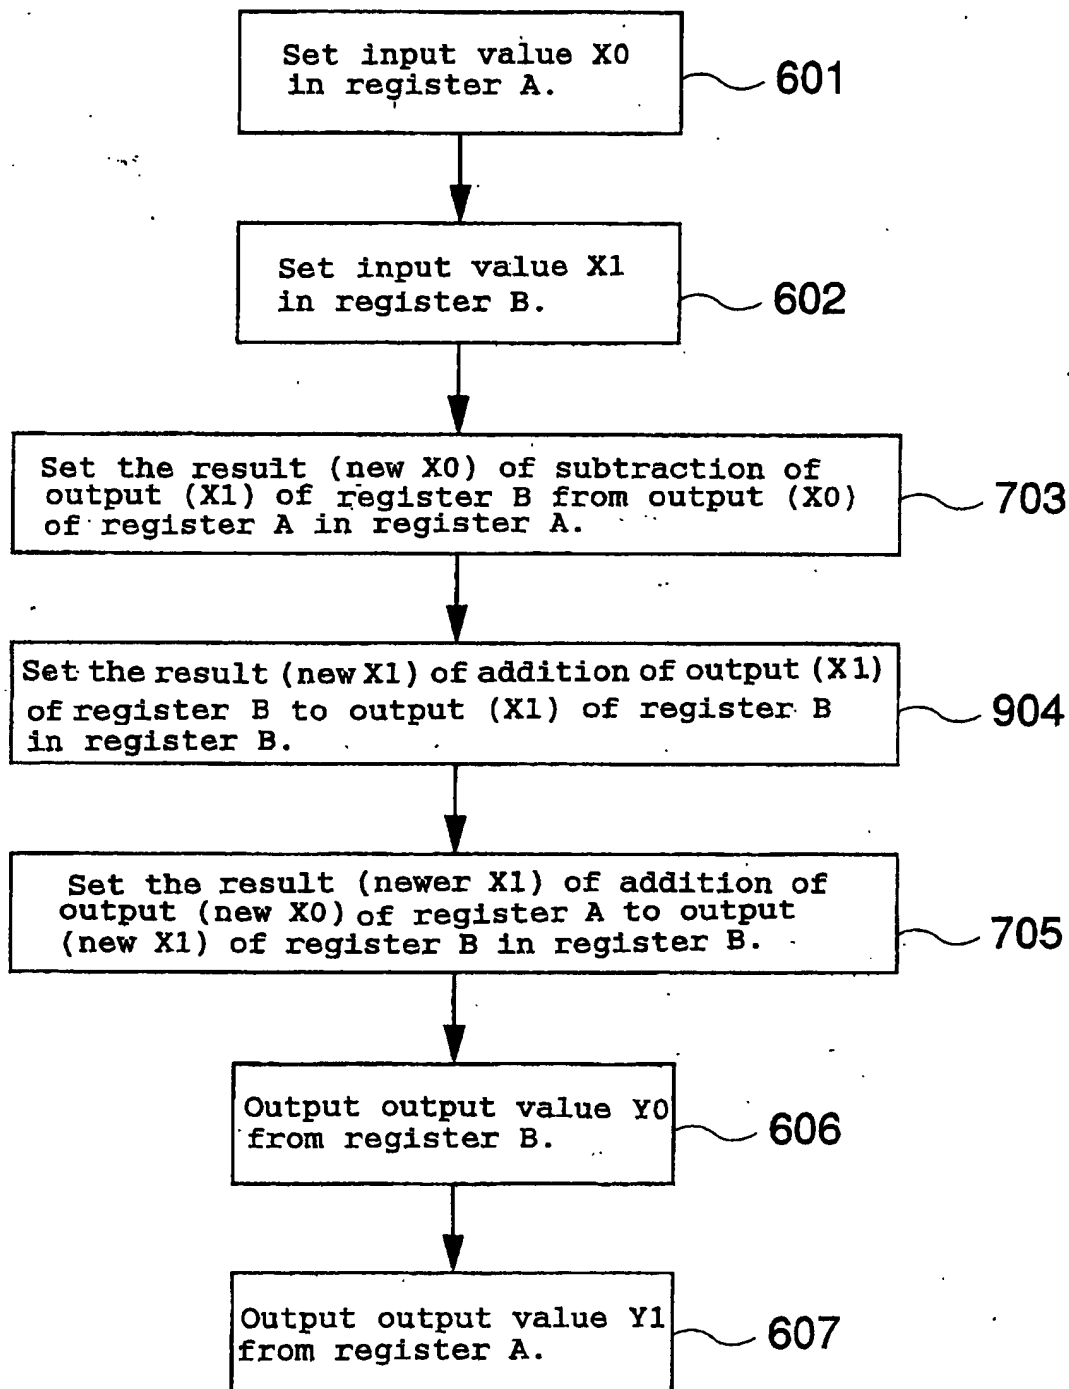 Set input value X0
in register A.
601
Set input value X1
in register B.
602
Set the result (new X0) of subtraction of
output (X1) of register B from output (X0)
of register A in register A.
703
Set the result (new X1) of addition of output (X1)
of register B to output (X1) of register B
in register B.
904
Set the result (newer X1) of addition of
output (new X0) of register A to output
(new X1) of register B in register B.
705
Output output value Y0
from register B.
606
Output output value Y1
from register A.
607